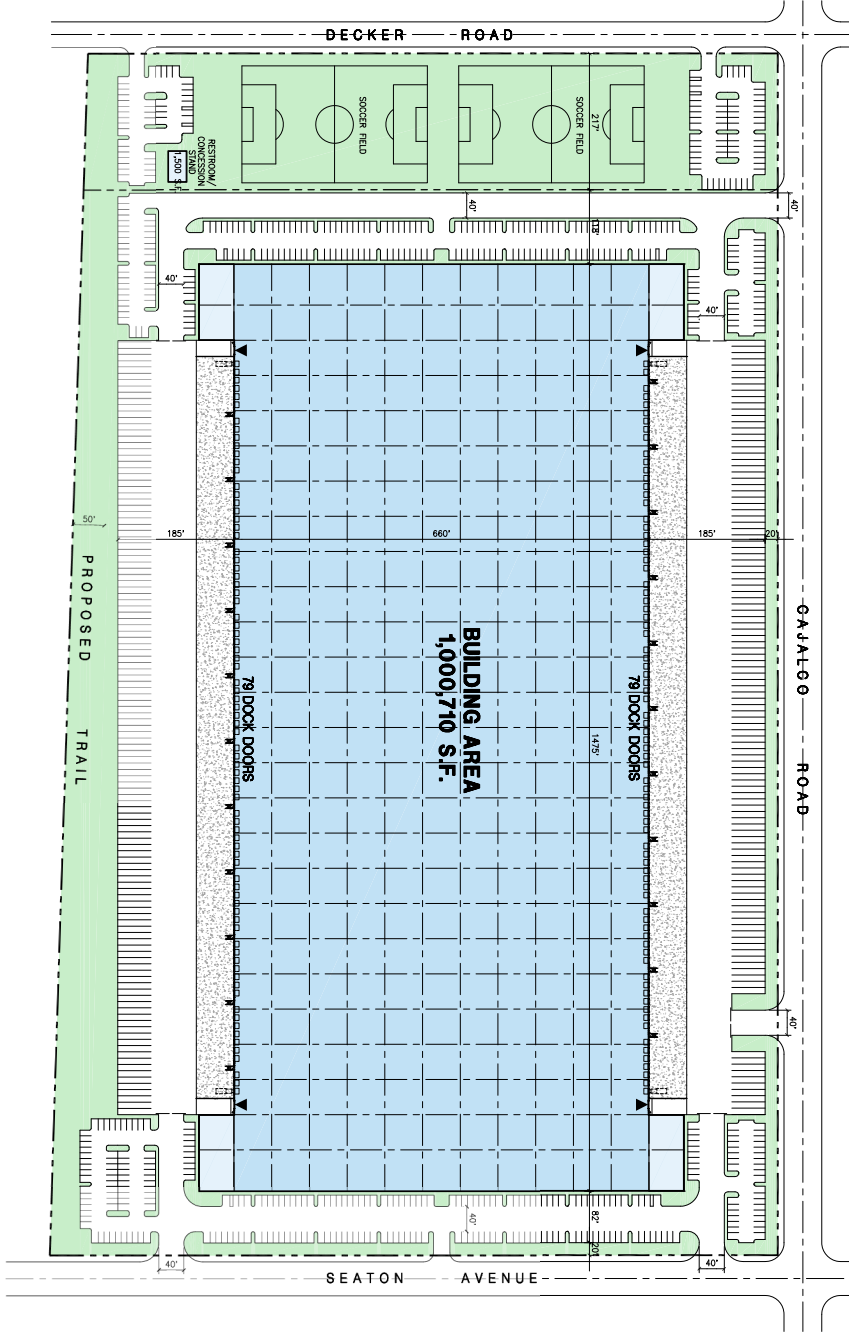 DECKER ROAD
SOCCER FIELD
SOCCER FIELD
217'
RESTROOM/
CONCESSION
STAND
1,500 S.F.
40'
40'
118'
40'
40'
50'
185'
660'
185'
20'
PROPOSED TRAIL
CAJALCO ROAD
BUILDING AREA
1,000,710 S.F.
79 DOCK DOORS
79 DOCK DOORS
1475'
40'
82'
40'
20'
40'
40'
SEATON AVENUE